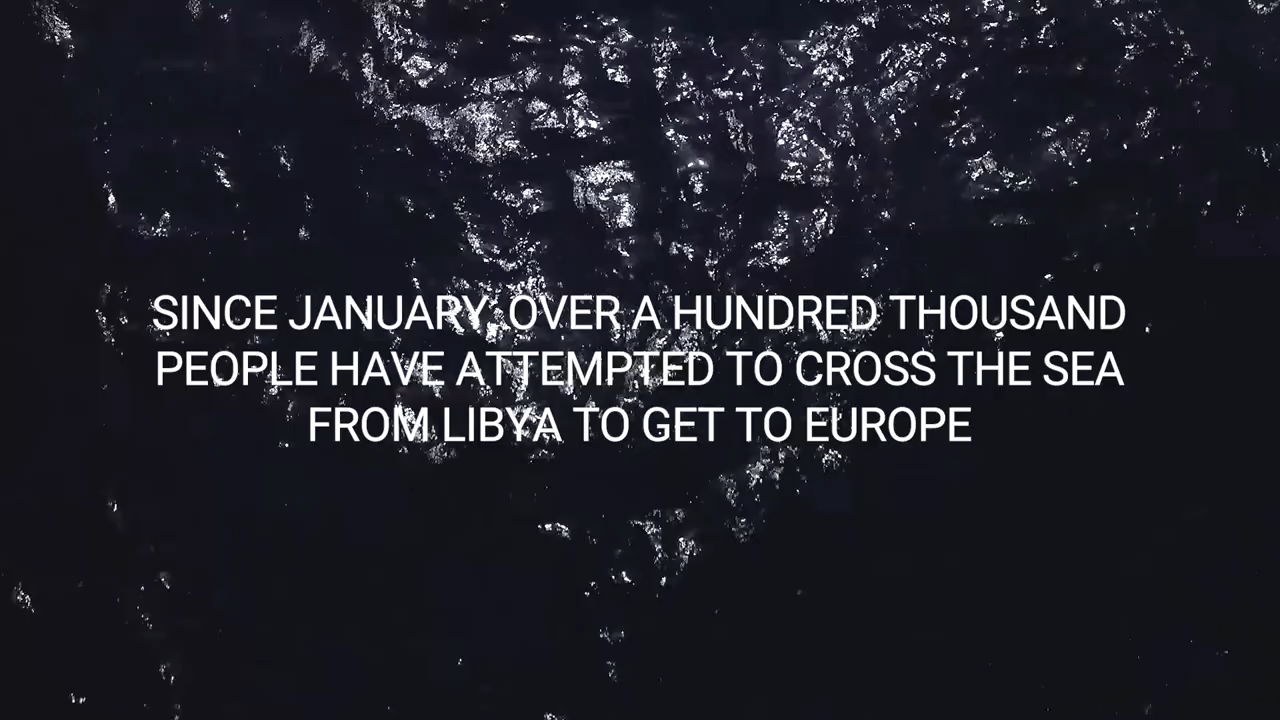 SINCE JANUARY, OVER A HUNDRED THOUSAND
PEOPLE HAVE ATTEMPTED TO CROSS THE SEA
FROM LIBYA TO GET TO EUROPE